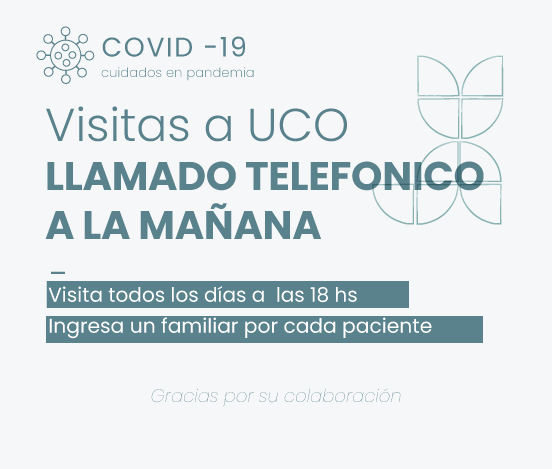 COVID -19
cuidados en pandemia
Visitas a UCO
LLAMADO TELEFONICO
A LA MAÑANA
–
Visita todos los días a las 18 hs
Ingresa un familiar por cada paciente
Gracias por su colaboración